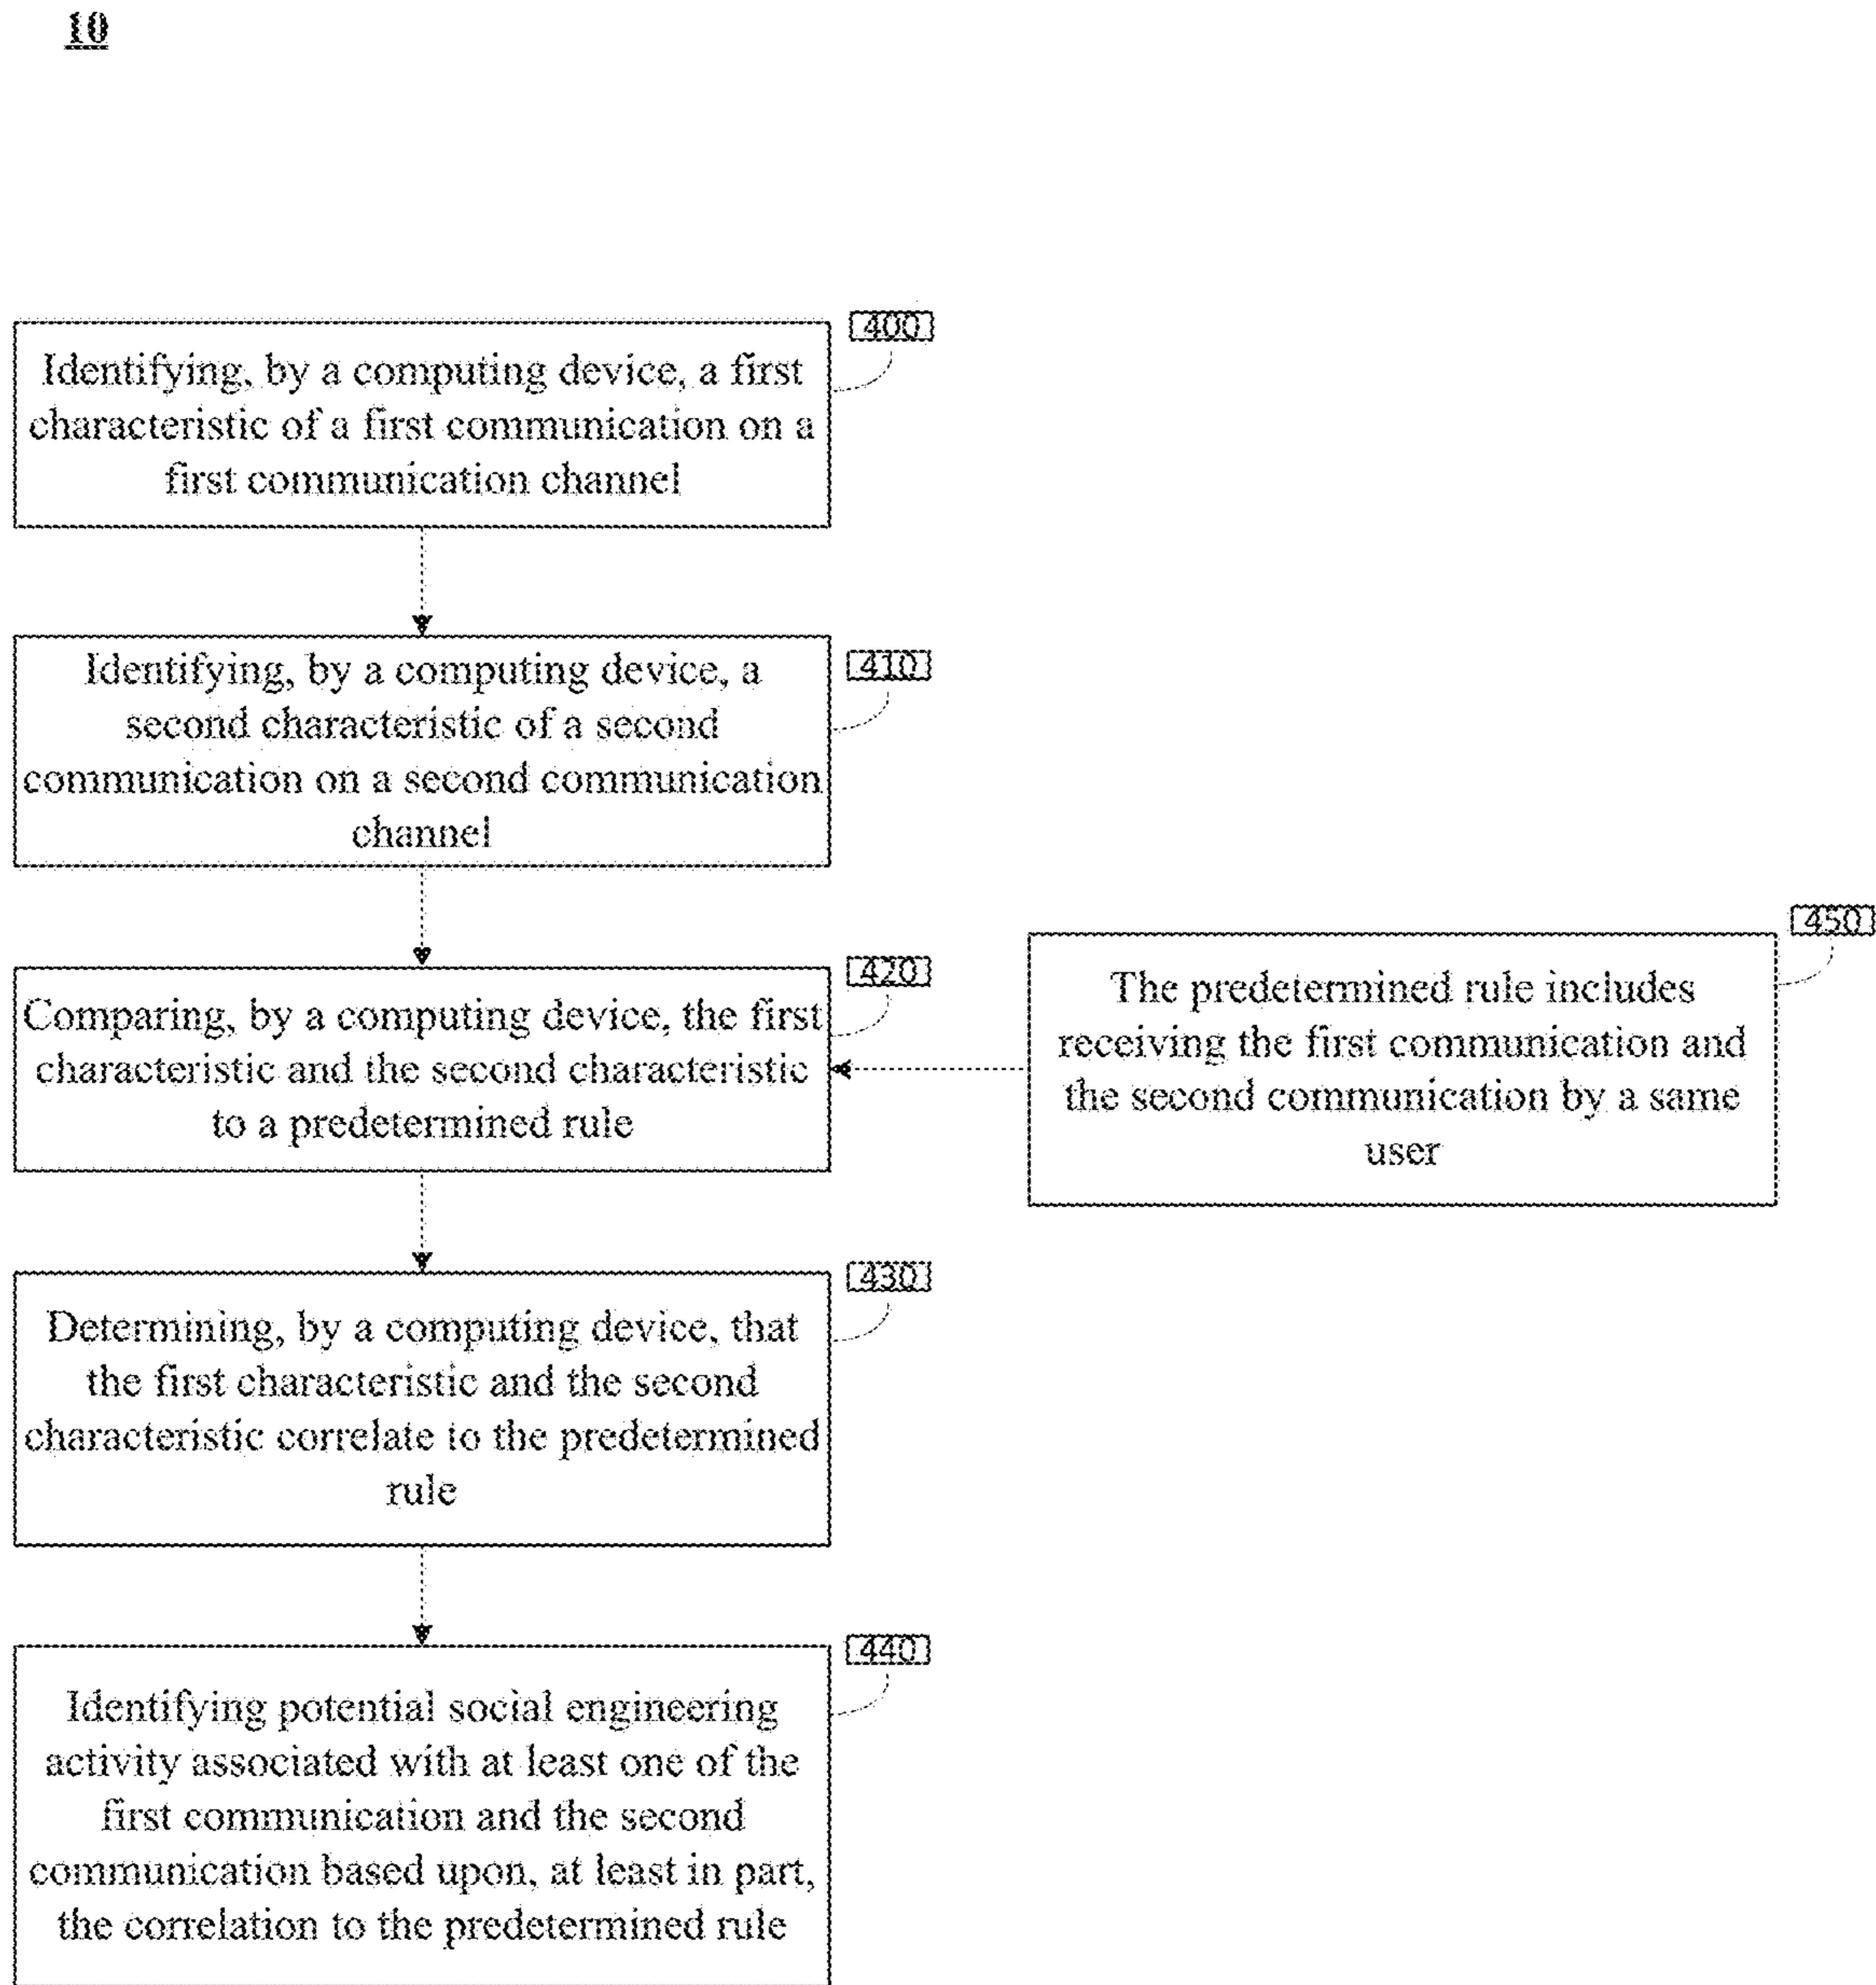 10
400
Identifying, by a computing device, a first
characteristic of a first communication on a
first communication channel
410
Identifying, by a computing device, a
second characteristic of a second
communication on a second communication
channel
420
Comparing, by a computing device, the first
characteristic and the second characteristic
to a predetermined rule
450
The predetermined rule includes
receiving the first communication and
the second communication by a same
user
430
Determining, by a computing device, that
the first characteristic and the second
characteristic correlate to the predetermined
rule
440
Identifying potential social engineering
activity associated with at least one of the
first communication and the second
communication based upon, at least in part,
the correlation to the predetermined rule